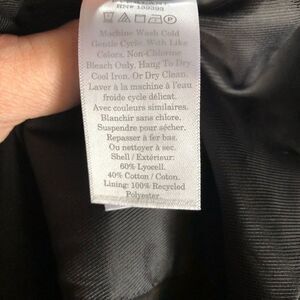 Machine Wash Cold
Gentle Cycle. With Like
Colors. Non-Chlorine
Bleach Only. Hang To Dry
Cool Iron. Or Dry Clean.
Laver à la machine à l'eau
froide cycle délicat.
Avec couleurs similaires.
Blanchir sans chlore.
Suspendre pour sécher.
Repasser à fer bas.
Ou nettoyer à sec.
Shell / Extérieur:
60% Lyocell.
40% Cotton / Coton.
Lining: 100% Recycled
Polyester